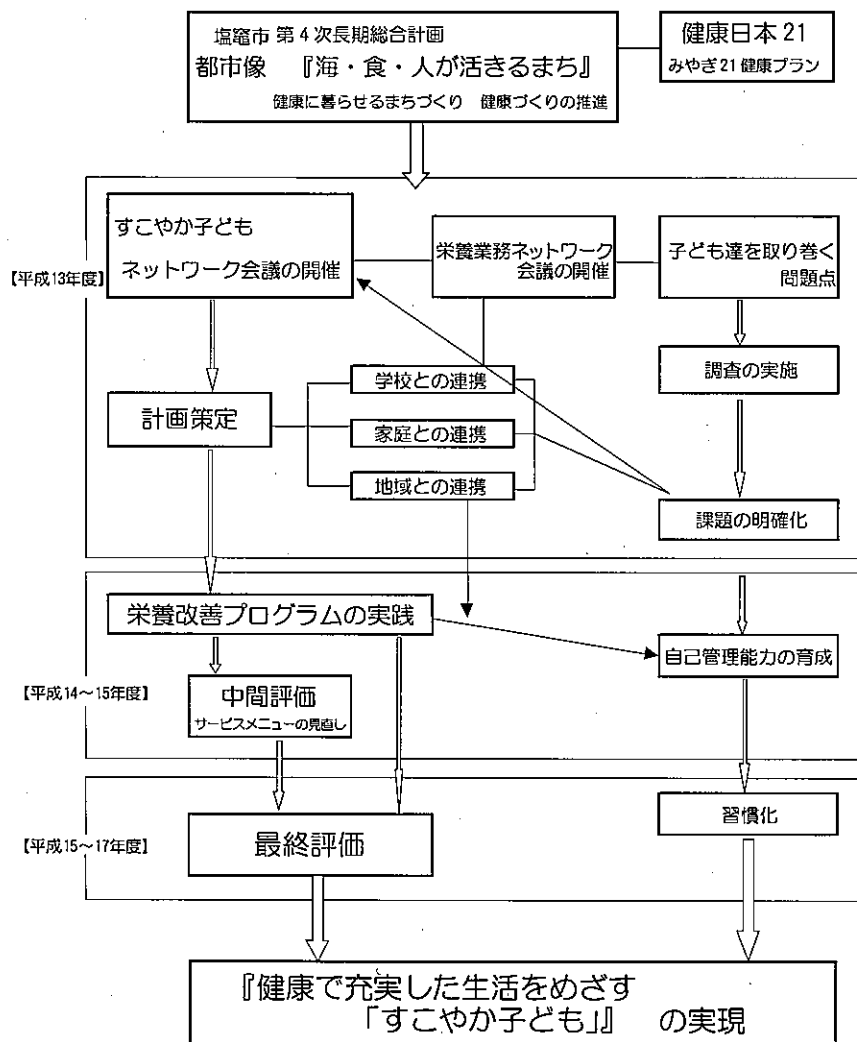 塩竈市 第4次長期総合計画
都市像 『海・食・人が活きるまち』
健康に暮らせるまちづくり 健康づくりの推進
健康日本21
みやぎ21健康プラン
【平成13年度】
すこやか子ども
ネットワーク会議の開催
栄養業務ネットワーク
会議の開催
子ども達を取り巻く
問題点
学校との連携
調査の実施
計画策定
家庭との連携
地域との連携
課題の明確化
【平成14～15年度】
栄養改善プログラムの実践
自己管理能力の育成
中間評価
サービスメニューの見直し
【平成15～17年度】
最終評価
習慣化
『健康で充実した生活をめざす
「すこやか子ども」』 の実現